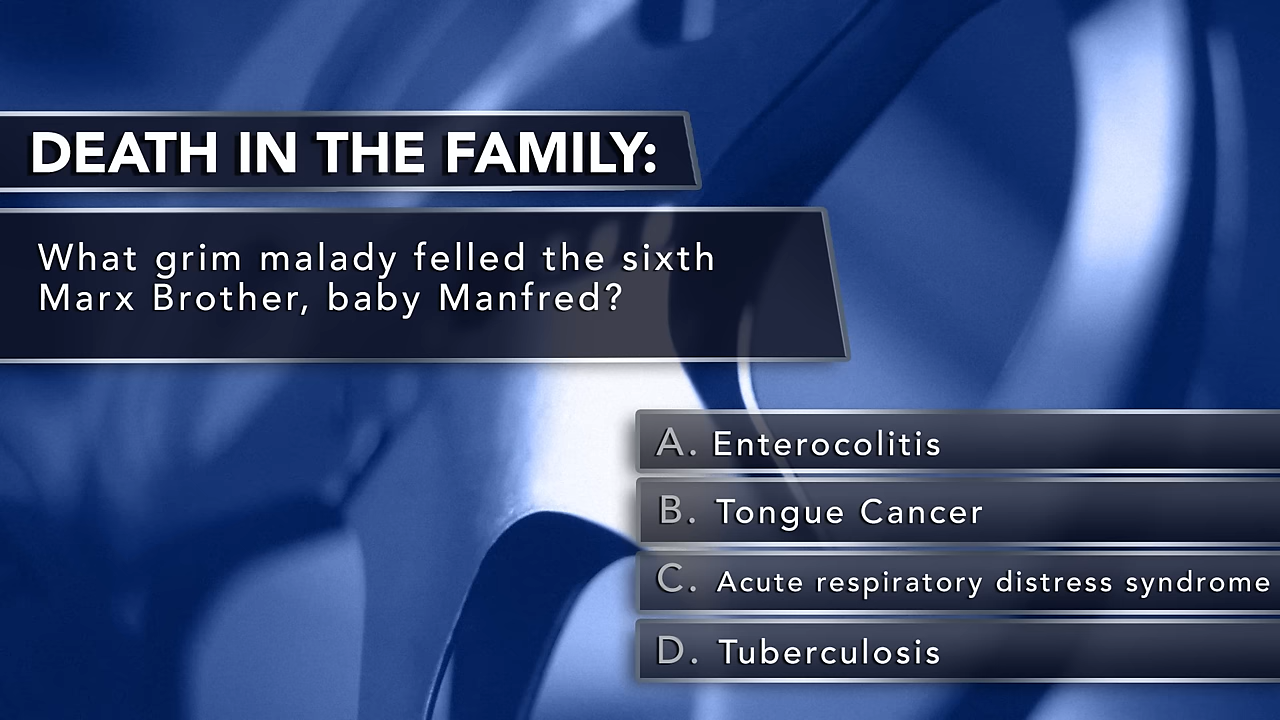 DEATH IN THE FAMILY:
What grim malady felled the sixth
Marx Brother, baby Manfred?
A. Enterocolitis
B. Tongue Cancer
C. Acute respiratory distress syndrome
D. Tuberculosis